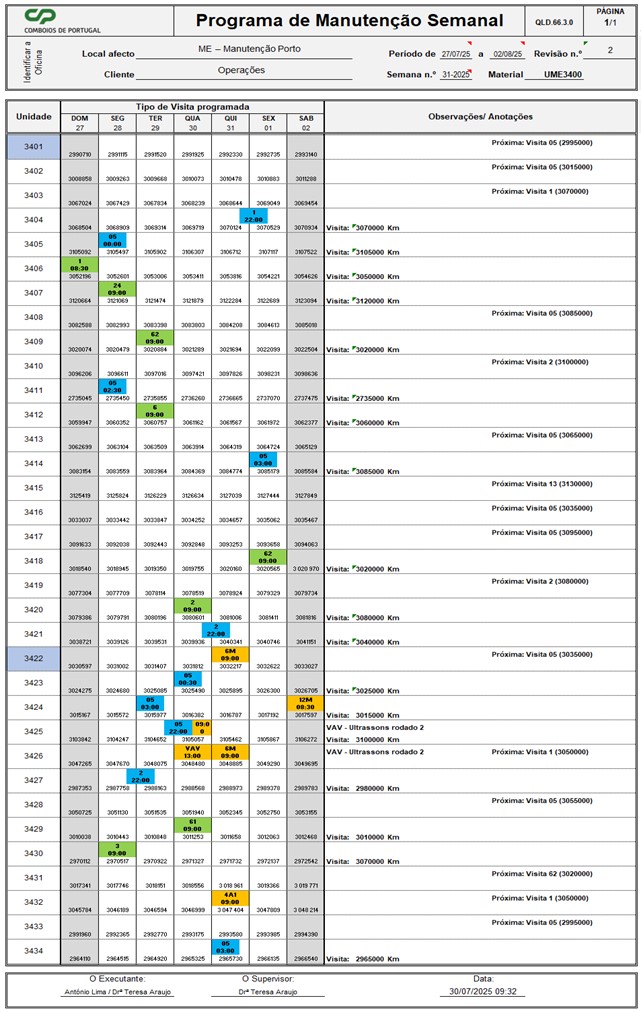 CP
COMBOIOS DE PORTUGAL
Programa de Manutenção Semanal
QLD.66.3.0
PÁGINA
1/1
Identificar a Oficina
Local afecto ME – Manutenção Porto
Período de 27/07/25 a 02/08/25 Revisão n.º 2
Cliente Operações
Semana n.º 31-2025 Material UME3400
Unidade Tipo de Visita programada Observações/ Anotações
DOM SEG TER QUA QUI SEX SAB
27 28 29 30 31 01 02
3401 Próxima: Visita 05 (2995000)
2990710 2991115 2991520 2991925 2992330 2992735 2993140
3402 Próxima: Visita 05 (3015000)
3008858 3009263 3009668 3010073 3010478 3010883 3011288
3403 Próxima: Visita 1 (3070000)
3067024 3067429 3067834 3068239 3068644 3069049 3069454
3404 1 22:00
3068504 3068909 3069314 3069719 3070124 3070529 3070934 Visita: 3070000 Km
3405 05 00:00
3105092 3105497 3105902 3106307 3106712 3107117 3107522 Visita: 3105000 Km
3406 1 08:30
3052196 3052601 3053006 3053411 3053816 3054221 3054626 Visita: 3050000 Km
3407 24 09:00
3120664 3121069 3121474 3121879 3122284 3122689 3123094 Visita: 3120000 Km
3408 Próxima: Visita 05 (3085000)
3082588 3082993 3083398 3083803 3084208 3084613 3085018
3409 62 09:00
3020074 3020479 3020884 3021289 3021694 3022099 3022504 Visita: 3020000 Km
3410 Próxima: Visita 2 (3100000)
3096206 3096611 3097016 3097421 3097826 3098231 3098636
3411 05 02:30
2735045 2735450 2735855 2736260 2736665 2737070 2737475 Visita: 2735000 Km
3412 6 09:00
3059947 3060352 3060757 3061162 3061567 3061972 3062377 Visita: 3060000 Km
3413 Próxima: Visita 05 (3065000)
3062699 3063104 3063509 3063914 3064319 3064724 3065129
3414 05 03:00
3083154 3083559 3083964 3084369 3084774 3085179 3085584 Visita: 3085000 Km
3415 Próxima: Visita 13 (3130000)
3125419 3125824 3126229 3126634 3127039 3127444 3127849
3416 Próxima: Visita 05 (3035000)
3033037 3033442 3033847 3034252 3034657 3035062 3035467
3417 Próxima: Visita 05 (3095000)
3091633 3092038 3092443 3092848 3093253 3093658 3094063
3418 62 09:00
3018540 3018945 3019350 3019755 3020160 3020565 3 020 970 Visita: 3020000 Km
3419 Próxima: Visita 2 (3080000)
3077304 3077709 3078114 3078519 3078924 3079329 3079734
3420 2 09:00
3079386 3079791 3080196 3080601 3081006 3081411 3081816 Visita: 3080000 Km
3421 2 22:00
3038721 3039126 3039531 3039936 3040341 3040746 3041151 Visita: 3040000 Km
3422 6M 09:00 Próxima: Visita 05 (3035000)
3030597 3031002 3031407 3031812 3032217 3032622 3033027
3423 05 00:30
3024275 3024680 3025085 3025490 3025895 3026300 3026705 Visita: 3025000 Km
3424 05 03:00 12M 08:30
3015167 3015572 3015977 3016382 3016787 3017192 3017597 Visita: 3015000 Km
3425 05 22:00 09:00 VAV - Ultrassons rodado 2
3103842 3104247 3104652 3105057 3105462 3105867 3106272 Visita: 3100000 Km
3426 VAV 13:00 6M 09:00 VAV - Ultrassons rodado 2 Próxima: Visita 1 (3050000)
3047265 3047670 3048075 3048480 3048885 3049290 3049695
3427 2 22:00
2987353 2987758 2988163 2988568 2988973 2989378 2989783 Visita: 2980000 Km
3428 Próxima: Visita 05 (3055000)
3050725 3051130 3051535 3051940 3052345 3052750 3053155
3429 61 09:00
3010038 3010443 3010848 3011253 3011658 3012063 3012468 Visita: 3010000 Km
3430 3 09:00
2970112 2970517 2970922 2971327 2971732 2972137 2972542 Visita: 3070000 Km
3431 Próxima: Visita 62 (3020000)
3017341 3017746 3018151 3018556 3 018 961 3019366 3 019 771
3432 4A1 09:00 Próxima: Visita 1 (3050000)
3045784 3046189 3046594 3046999 3 047 404 3047809 3 048 214
3433 Próxima: Visita 05 (2995000)
2991960 2992365 2992770 2993175 2993580 2993985 2994390
3434 05 03:00
2964110 2964515 2964920 2965325 2965730 2966135 2966540 Visita: 2965000 Km
O Executante: O Supervisor: Data:
António Lima / Drª Teresa Araujo Drª Teresa Araujo 30/07/2025 09:32